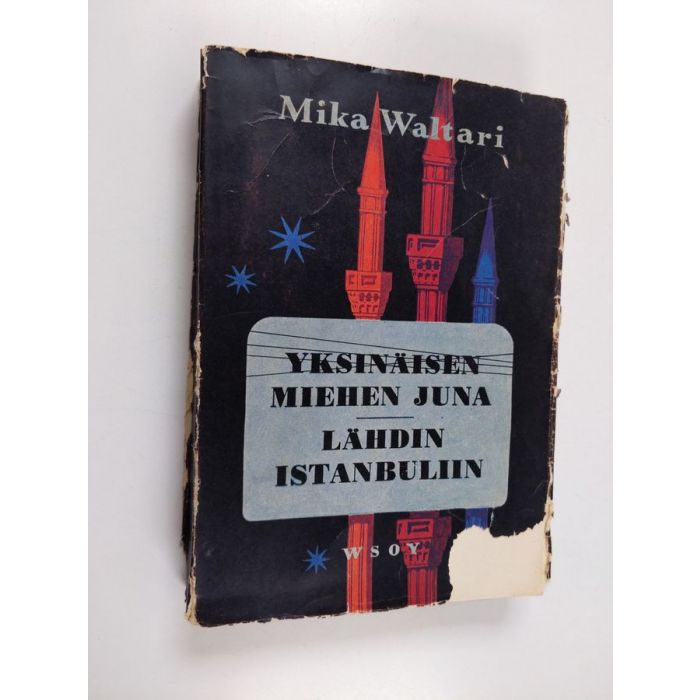 Mika Waltari
YKSINÄISEN
MIEHEN JUNA
LÄHDIN
ISTANBULIIN
WSOY